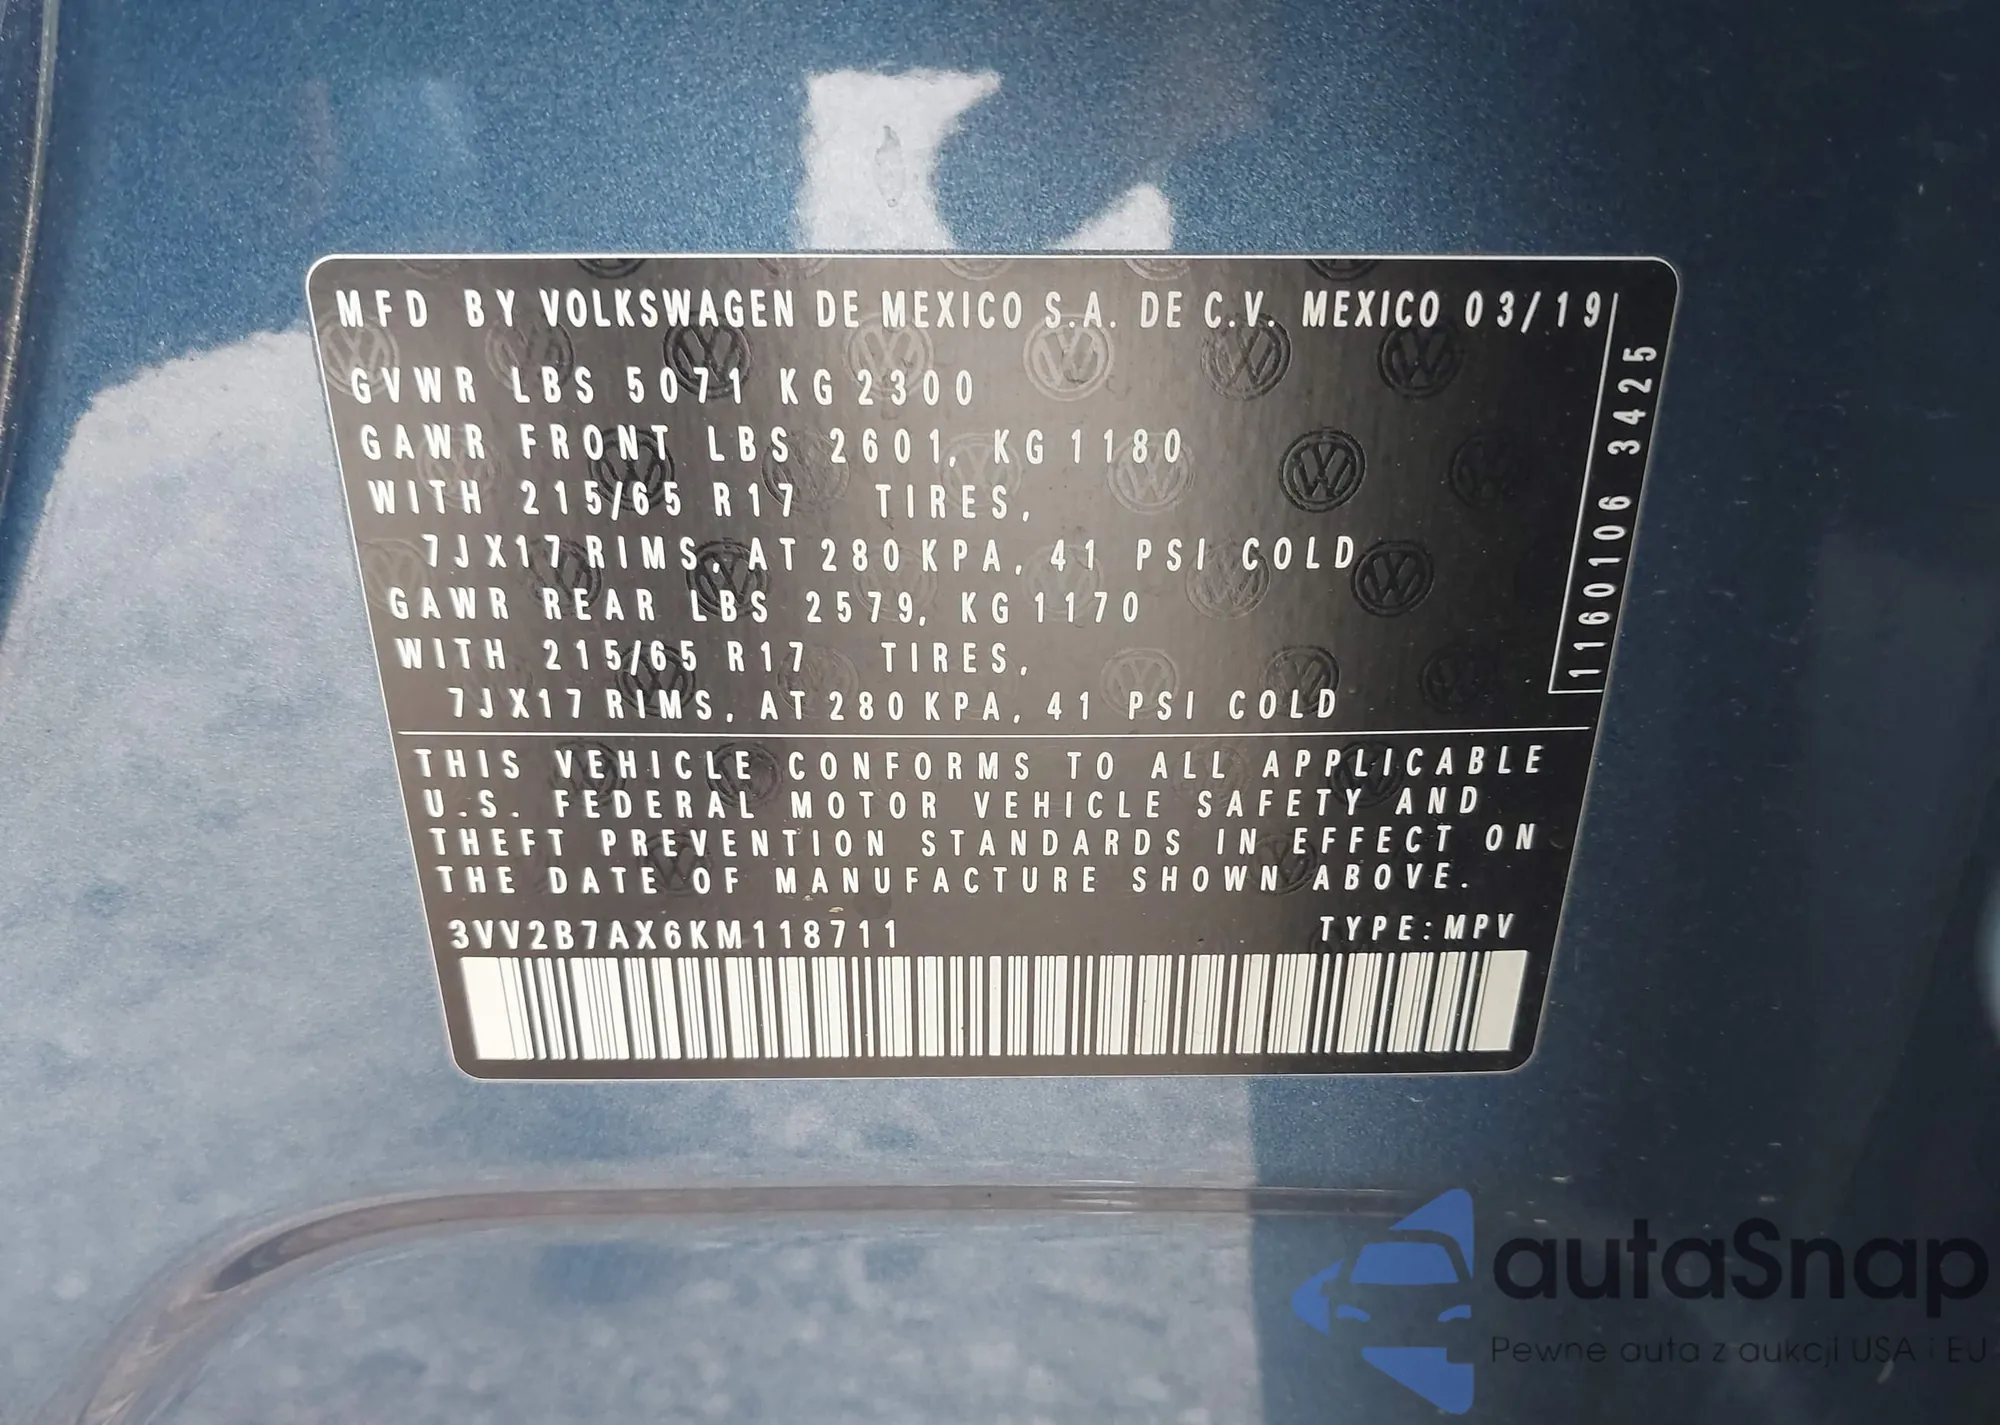 MFD BY VOLKSWAGEN DE MEXICO S.A. DE C.V. MEXICO 03/19
GVWR LBS 5071 KG 2300
GAWR FRONT LBS 2601, KG 1180
WITH 215/65 R17 TIRES,
7JX17 RIMS, AT 280 KPA, 41 PSI COLD
GAWR REAR LBS 2579, KG 1170
WITH 215/65 R17 TIRES,
7JX17 RIMS, AT 280 KPA, 41 PSI COLD
1160106 3425
THIS VEHICLE CONFORMS TO ALL APPLICABLE
U.S. FEDERAL MOTOR VEHICLE SAFETY AND
THEFT PREVENTION STANDARDS IN EFFECT ON
THE DATE OF MANUFACTURE SHOWN ABOVE.
3VV2B7AX6KM118711 TYPE:MPV
autaSnap
Pewne auta z aukcji USA i EU